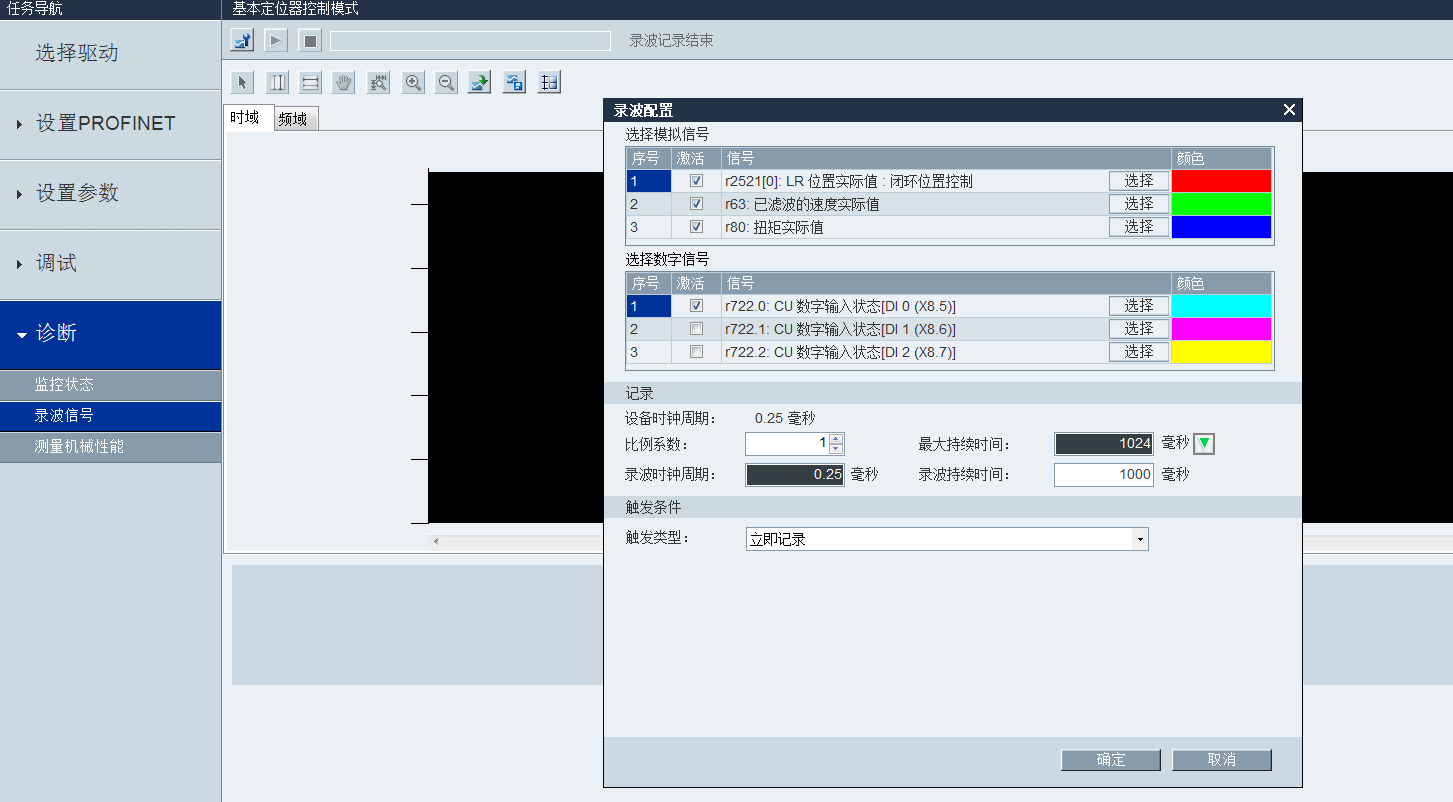 任务导航
基本定位器控制模式
选择驱动
设置PROFINET
设置参数
调试
诊断
监控状态
录波信号
测量机械性能
录波记录结束
时域 频域
录波配置
选择模拟信号
序号 激活 信号 颜色
1 r2521[0]: LR 位置实际值 : 闭环位置控制 选择
2 r63: 已滤波的速度实际值 选择
3 r80: 扭矩实际值 选择
选择数字信号
序号 激活 信号 颜色
1 r722.0: CU 数字输入状态[DI 0 (X8.5)] 选择
2 r722.1: CU 数字输入状态[DI 1 (X8.6)] 选择
3 r722.2: CU 数字输入状态[DI 2 (X8.7)] 选择
记录
设备时钟周期： 0.25 毫秒
比例系数： 1 最大持续时间： 1024 毫秒
录波时钟周期： 0.25 毫秒 录波持续时间： 1000 毫秒
触发条件
触发类型： 立即记录
确定 取消